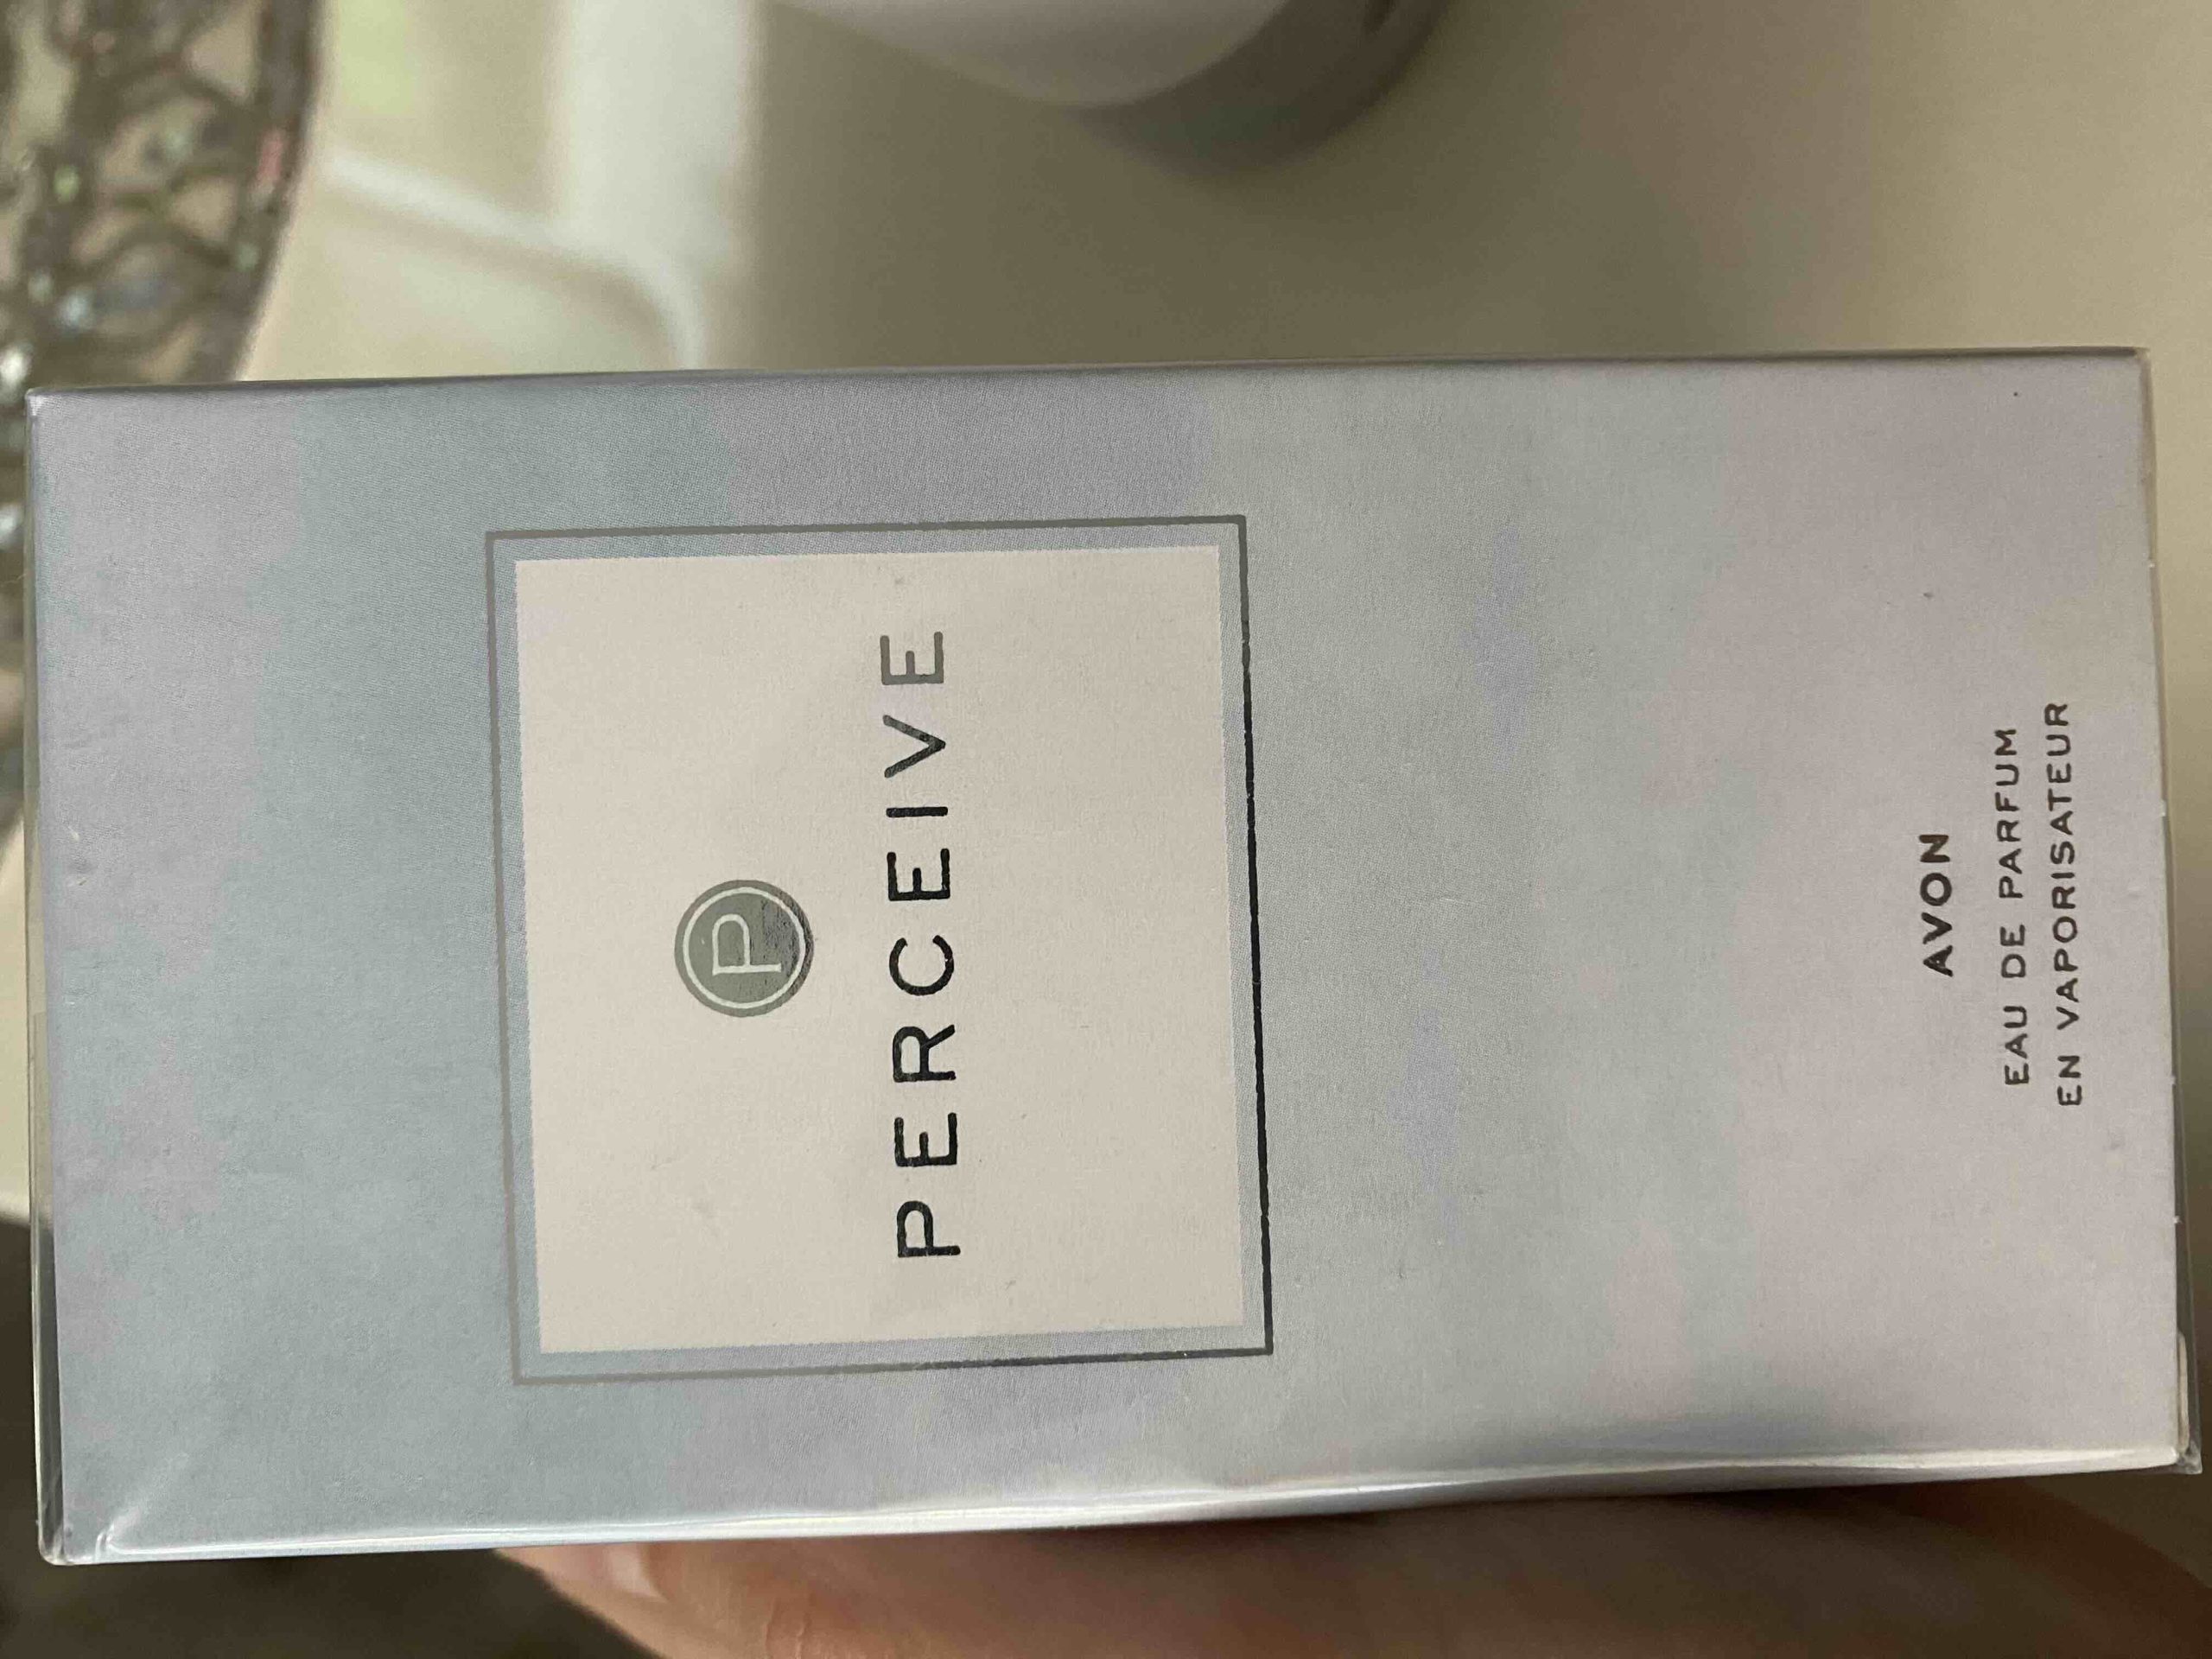 P
PERCEIVE
AVON
EAU DE PARFUM
EN VAPORISATEUR